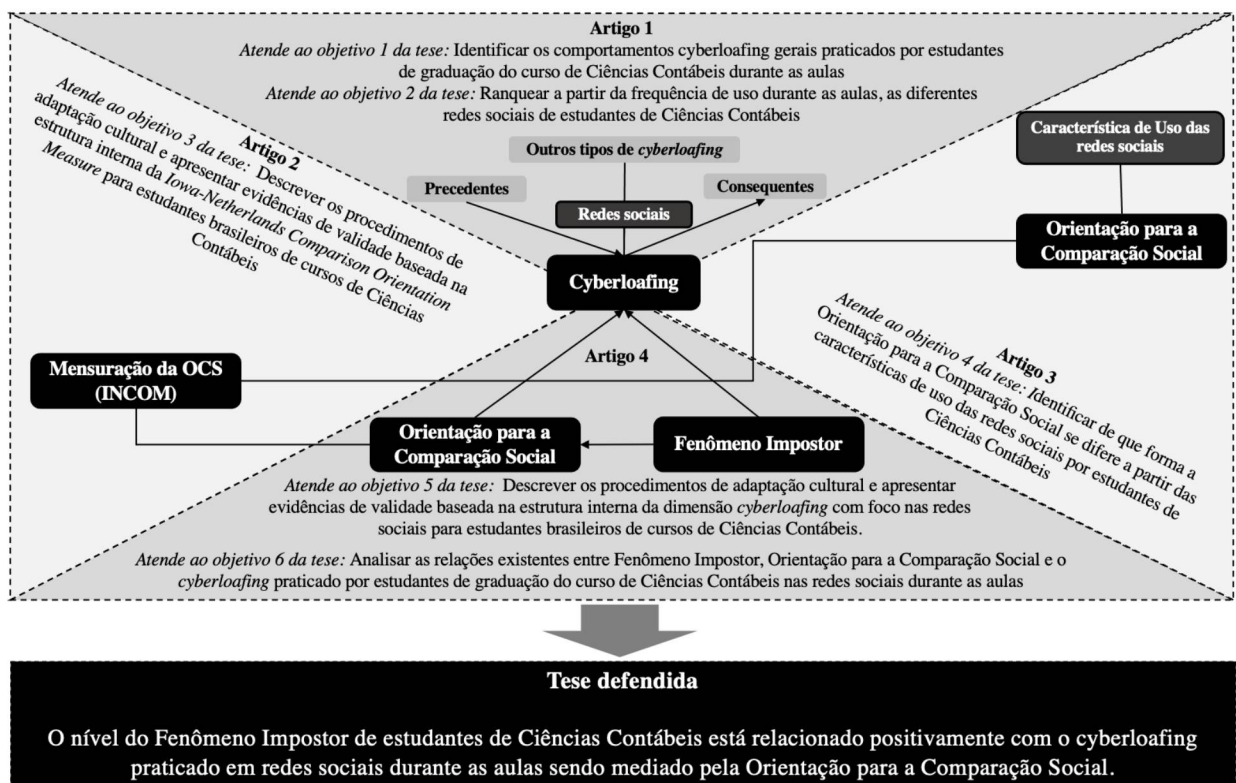 Artigo 1
Atende ao objetivo 1 da tese: Identificar os comportamentos cyberloafing gerais praticados por estudantes
de graduação do curso de Ciências Contábeis durante as aulas
Atende ao objetivo 2 da tese: Ranquear a partir da frequência de uso durante as aulas, as diferentes
redes sociais de estudantes de Ciências Contábeis
Outros tipos de cyberloafing
Precedentes
Consequentes
Redes sociais
Cyberloafing
Artigo 2
Atende ao objetivo 3 da tese: Descrever os procedimentos de
adaptação cultural e apresentar evidências de validade baseada na
estrutura interna da Iowa-Netherlands Comparison Orientation
Measure para estudantes brasileiros de cursos de Ciências
Contábeis
Característica de Uso das
redes sociais
Orientação para a
Comparação Social
Mensuração da OCS
(INCOM)
Artigo 3
Atende ao objetivo 4 da tese: Identificar de que forma a
Orientação para a Comparação Social se difere a partir das
características de uso das redes sociais por estudantes de
Ciências Contábeis
Artigo 4
Orientação para a
Comparação Social
Fenômeno Impostor
Atende ao objetivo 5 da tese: Descrever os procedimentos de adaptação cultural e apresentar
evidências de validade baseada na estrutura interna da dimensão cyberloafing com foco nas redes
sociais para estudantes brasileiros de cursos de Ciências Contábeis.
Atende ao objetivo 6 da tese: Analisar as relações existentes entre Fenômeno Impostor, Orientação para a Comparação Social e o
cyberloafing praticado por estudantes de graduação do curso de Ciências Contábeis nas redes sociais durante as aulas
Tese defendida
O nível do Fenômeno Impostor de estudantes de Ciências Contábeis está relacionado positivamente com o cyberloafing
praticado em redes sociais durante as aulas sendo mediado pela Orientação para a Comparação Social.